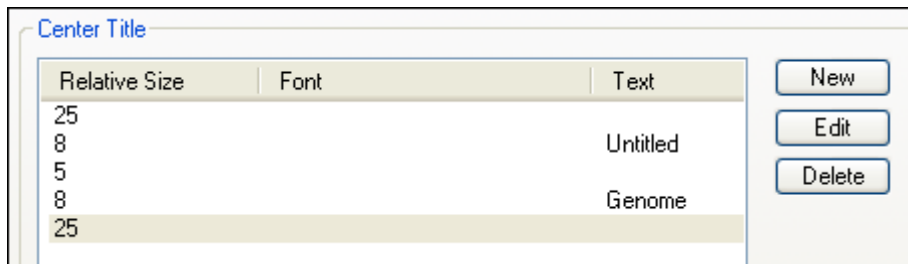 Center Title
Relative Size Font Text New
25
8 Untitled Edit
5
8 Genome Delete
25